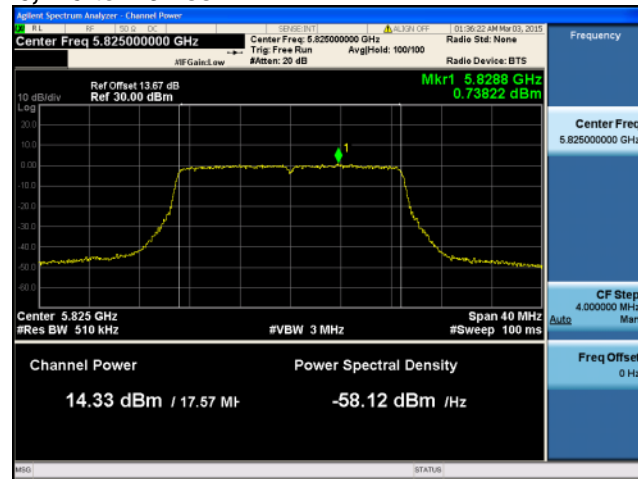 Agilent Spectrum Analyzer - Channel Power
RL RF 50 Ω DC SENSE:INT ALIGN OFF 01:36:22 AM Mar 03, 2015
Center Freq 5.825000000 GHz
Center Freq: 5.825000000 GHz
Radio Std: None
Trig: Free Run Avg|Hold: 100/100
#IFGain:Low #Atten: 20 dB Radio Device: BTS
Frequency
Mkr1 5.8288 GHz
0.73822 dBm
Ref Offset 13.67 dB
10 dB/div Ref 30.00 dBm
Log
20.0
10.0
0.00
-10.0
-20.0
-30.0
-40.0
-50.0
-60.0
1
Center Freq
5.825000000 GHz
Center 5.825 GHz Span 40 MHz
#Res BW 510 kHz #VBW 3 MHz #Sweep 100 ms
CF Step
4.000000 MHz
Auto Man
Channel Power Power Spectral Density
14.33 dBm / 17.57 MH -58.12 dBm /Hz
Freq Offset
0 Hz
MSG STATUS